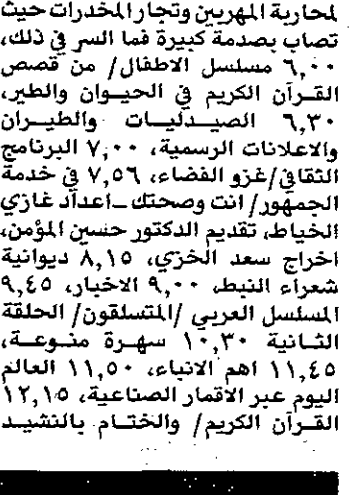 لمحاربة المهربين وتجار المخدرات حيث
تصاب بصدمة كبيرة فما السر في ذلك،
٦,٠٠ مسلسل الاطفال/ من قصص
القرآن الكريم في الحيوان والطير،
٦,٣٠ الصيدليات والطيران
والاعلانات الرسمية، ٧,٠٠ البرنامج
الثقافي/غزو الفضاء، ٧,٥٦ في خدمة
الجمهور/ انت وصحتك ـ اعداد غازي
الخياط، تقديم الدكتور حسين المؤمن،
اخراج سعد الخزي، ٨,١٥ ديوانية
شعراء النبط، ٩,٠٠ الاخبار، ٩,٤٥
المسلسل العربي /المتسلقون/ الحلقة
الثانية ١٠,٣٠ سهرة منوعة،
١١,٤٥ اهم الانباء، ١١,٥٠ العالم
اليوم عبر الاقمار الصناعية، ١٢,١٥
القرآن الكريم/ والختام بالنشيد